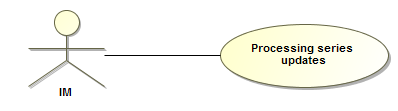 Processing series
updates
IM